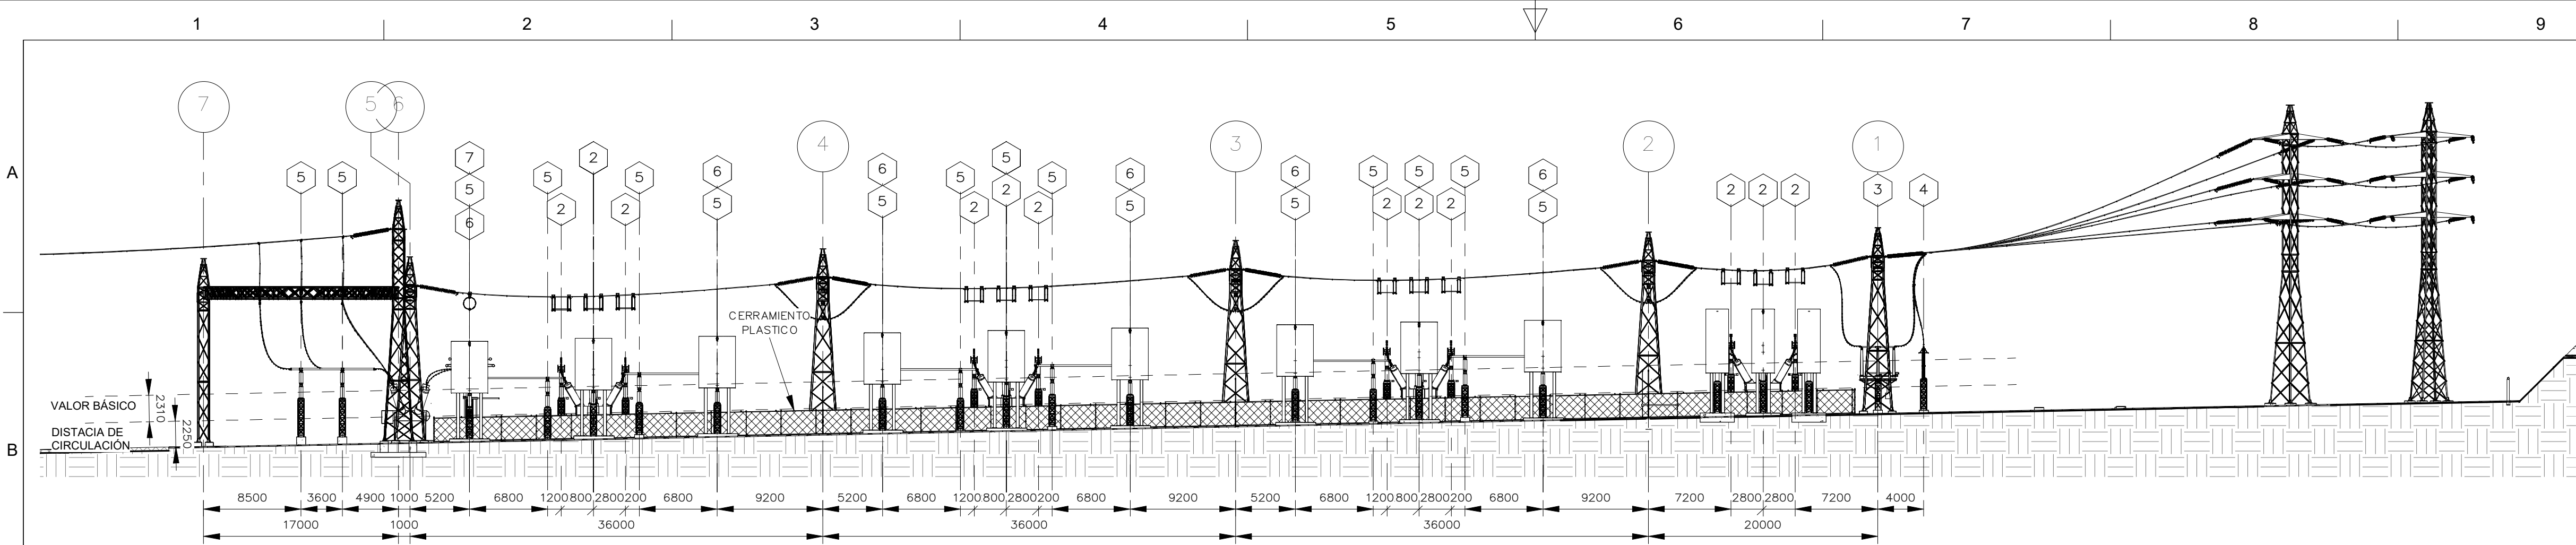 1 2 3 4 5 6 7 8 9
A
7 5 6 4 3 2 1
7 2 5 6 6 5 6 6 5 6
5 5 5 5 5 5 5 5 2 2 2 3 4
5 2 2 5 5 2 2 2 5 5 2 2 2 5
6
CERRAMIENTO
PLASTICO
VALOR BÁSICO
2310
DISTACIA DE
CIRCULACIÓN
2250
B
8500 3600 4900 1000 5200 6800 1200 800 2800 200 6800 9200 5200 6800 1200 800 2800 200 6800 9200 5200 6800 1200 800 2800 200 6800 9200 7200 2800 2800 7200 4000
17000 1000 36000 36000 36000 20000